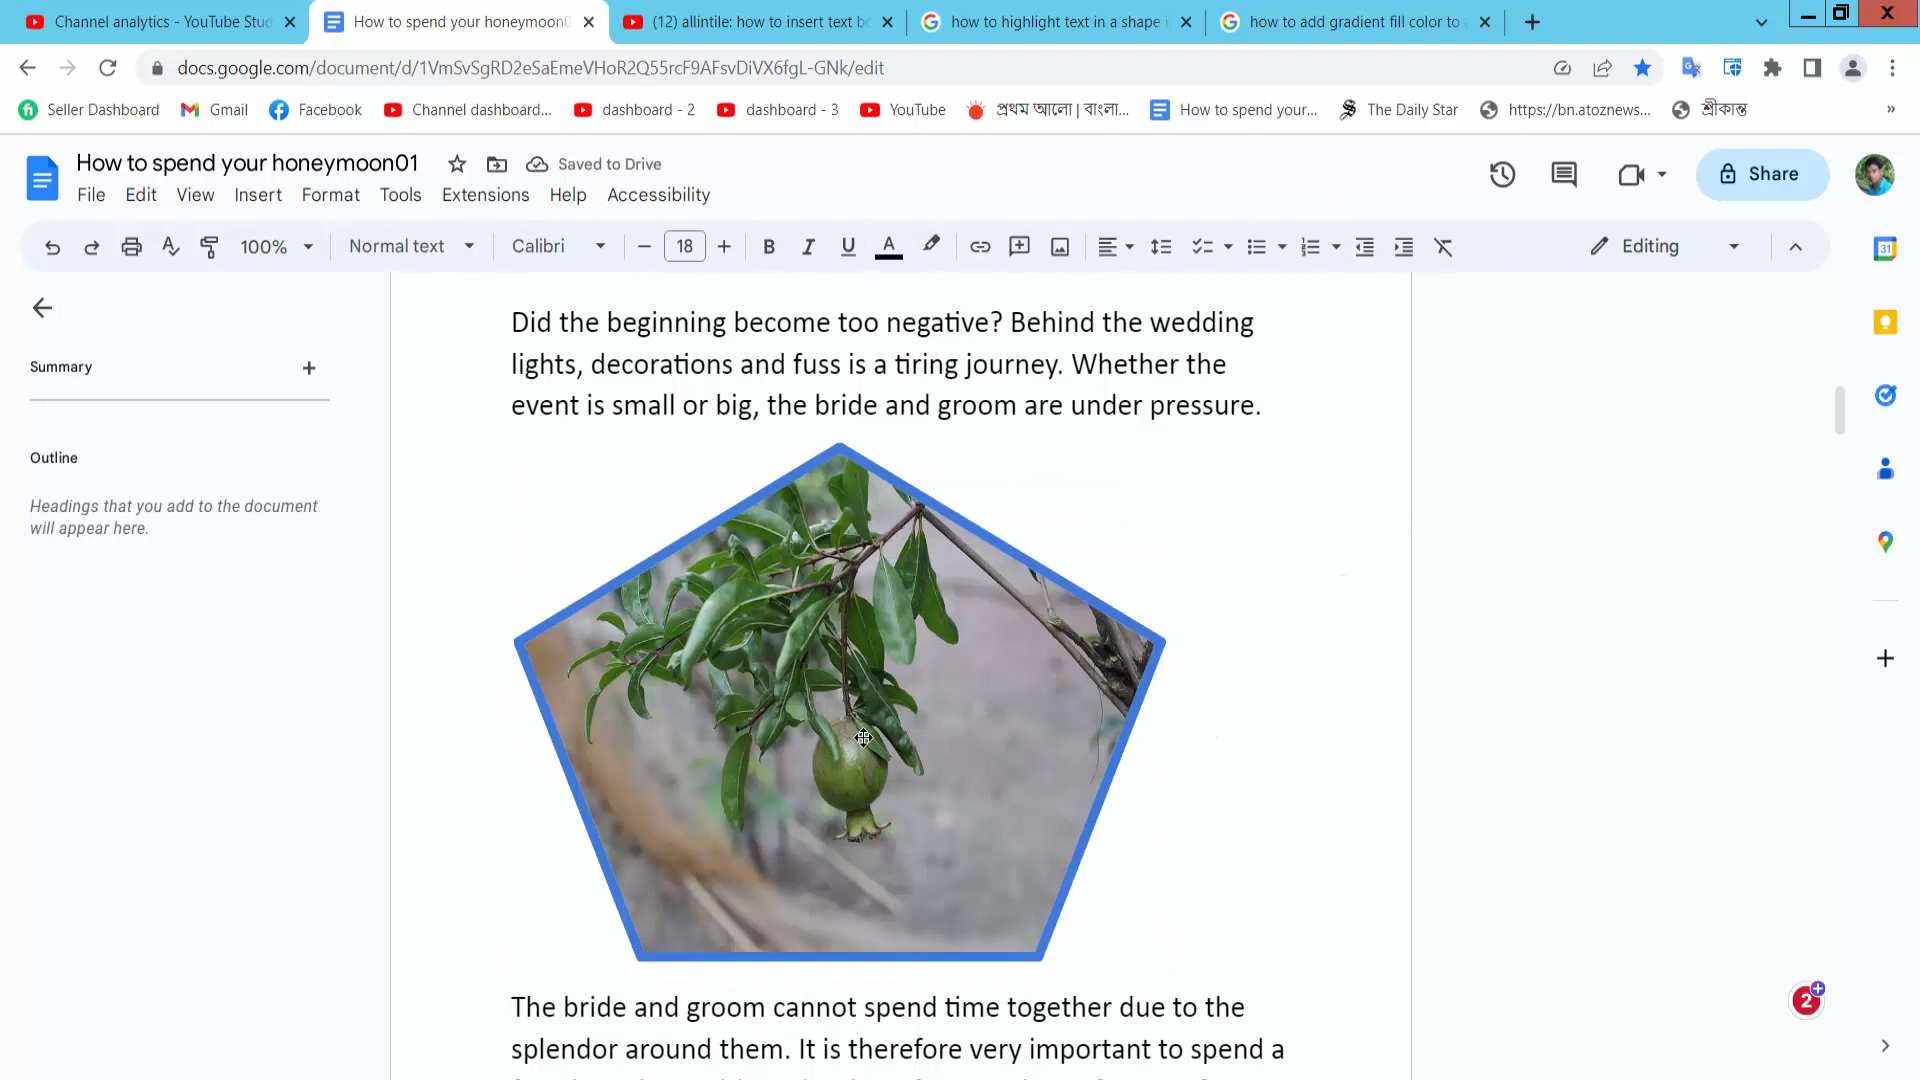 Channel analytics - YouTube Stud
How to spend your honeymoon0
(12) allintile: how to insert text bo
how to highlight text in a shape i
how to add gradient fill color to a
docs.google.com/document/d/1VmSvSgRD2eSaEmeVHoR2Q55rcF9AFsvDiVX6fgL-GNk/edit
Seller Dashboard
Gmail
Facebook
Channel dashboard...
dashboard - 2
dashboard - 3
YouTube
প্রথম আলো | বাংলা...
How to spend your...
The Daily Star
https://bn.atoznews...
শ্রীকান্ত
»
How to spend your honeymoon01
Saved to Drive
Share
File Edit View Insert Format Tools Extensions Help Accessibility
100% Normal text Calibri 18 B I U A Editing
31
Summary
Outline
Headings that you add to the document
will appear here.
Did the beginning become too negative? Behind the wedding
lights, decorations and fuss is a tiring journey. Whether the
event is small or big, the bride and groom are under pressure.
The bride and groom cannot spend time together due to the
splendor around them. It is therefore very important to spend a
2